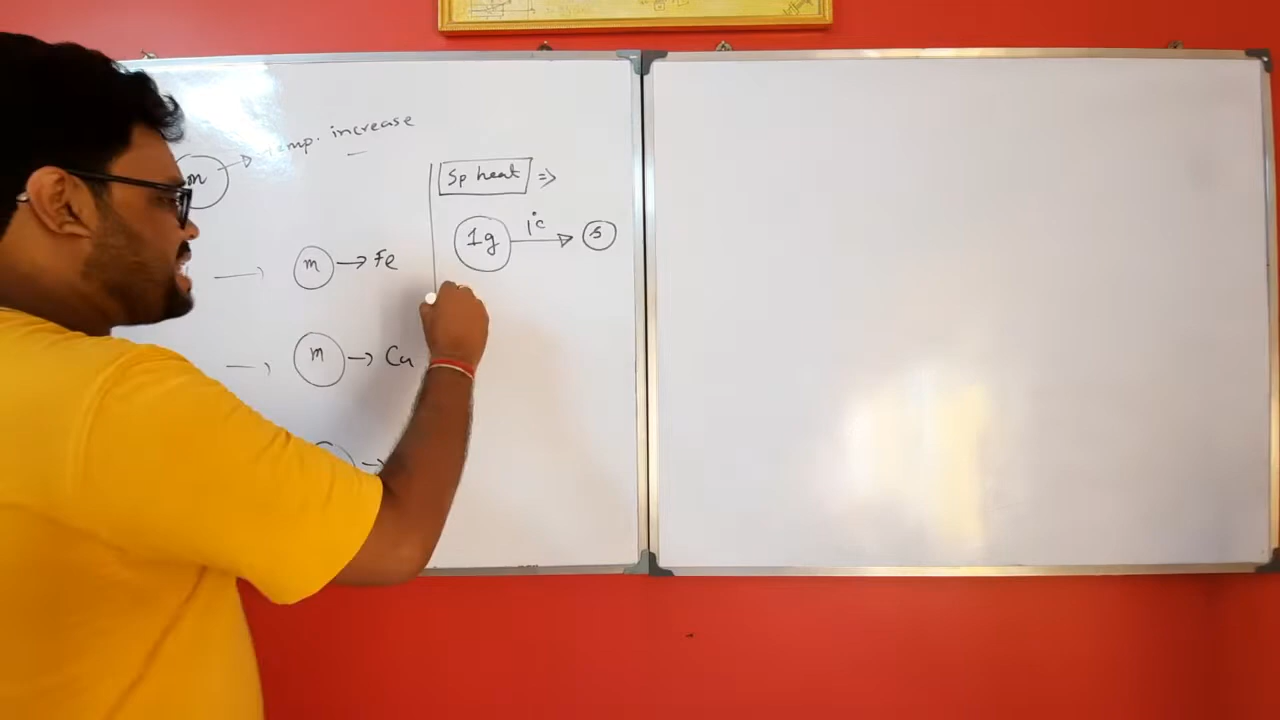 temp. increase
m
Sp heat ⇒
1g 1°C → s
m → Fe
m → Cu